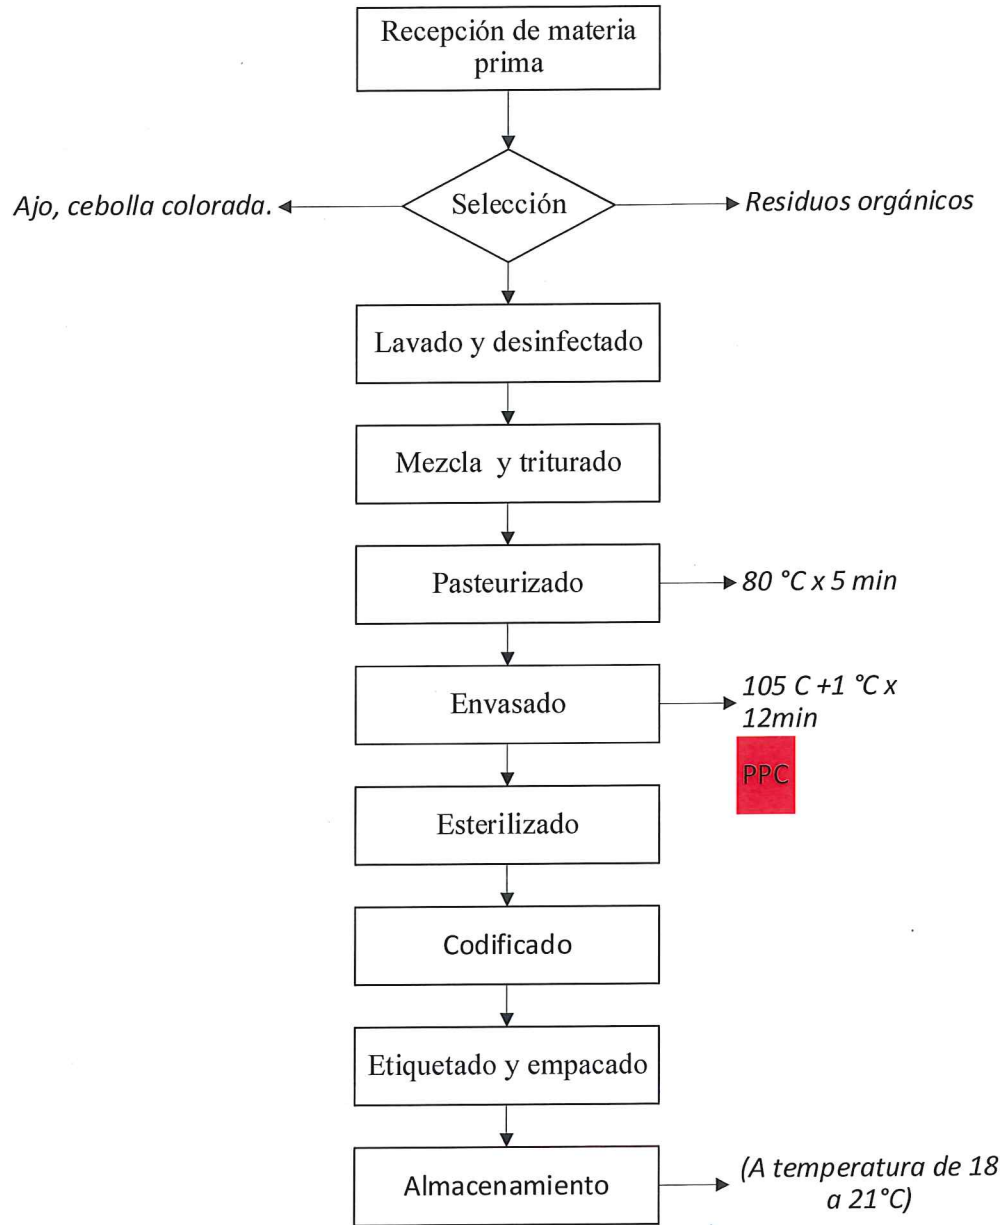 Recepción de materia
prima
Ajo, cebolla colorada.
Selección
Residuos orgánicos
Lavado y desinfectado
Mezcla y triturado
Pasteurizado
80 °C x 5 min
Envasado
105 C +1 °C x
12min
PPC
Esterilizado
Codificado
Etiquetado y empacado
Almacenamiento
(A temperatura de 18
a 21°C)